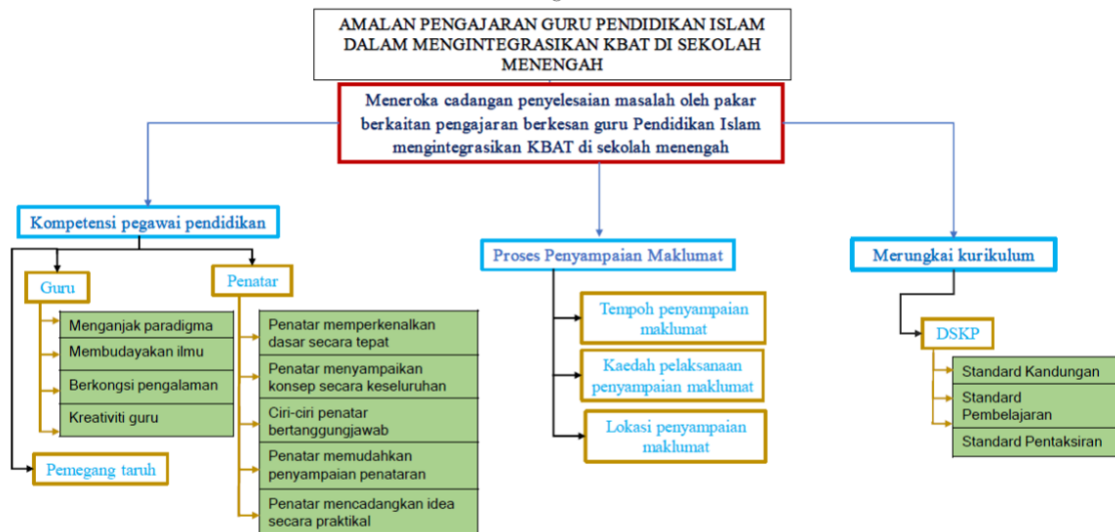 AMALAN PENGAJARAN GURU PENDIDIKAN ISLAM
DALAM MENGINTEGRASIKAN KBAT DI SEKOLAH
MENENGAH
Meneroka cadangan penyelesaian masalah oleh pakar
berkaitan pengajaran berkesan guru Pendidikan Islam
mengintegrasikan KBAT di sekolah menengah
Kompetensi pegawai pendidikan
Guru
Menganjak paradigma
Membudayakan ilmu
Berkongsi pengalaman
Kreativiti guru
Pemegang taruh
Penatar
Penatar memperkenalkan
dasar secara tepat
Penatar menyampaikan
konsep secara keseluruhan
Ciri-ciri penatar
bertanggungjawab
Penatar memudahkan
penyampaian penataran
Penatar mencadangkan idea
secara praktikal
Proses Penyampaian Maklumat
Tempoh penyampaian
maklumat
Kaedah pelaksanaan
penyampaian maklumat
Lokasi penyampaian
maklumat
Merungkai kurikulum
DSKP
Standard Kandungan
Standard
Pembelajaran
Standard Pentaksiran